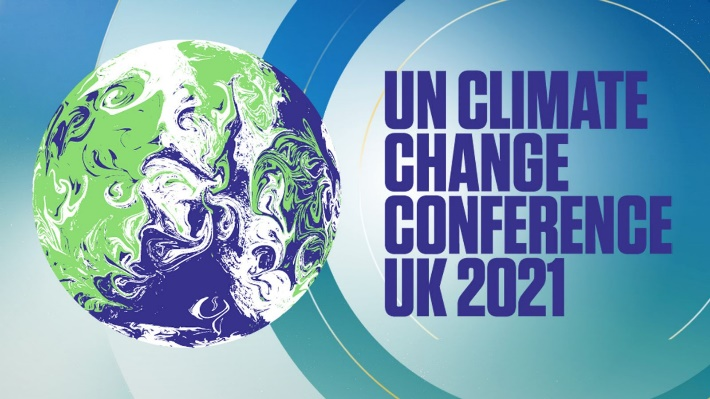 UN CLIMATE
CHANGE
CONFERENCE
UK 2021